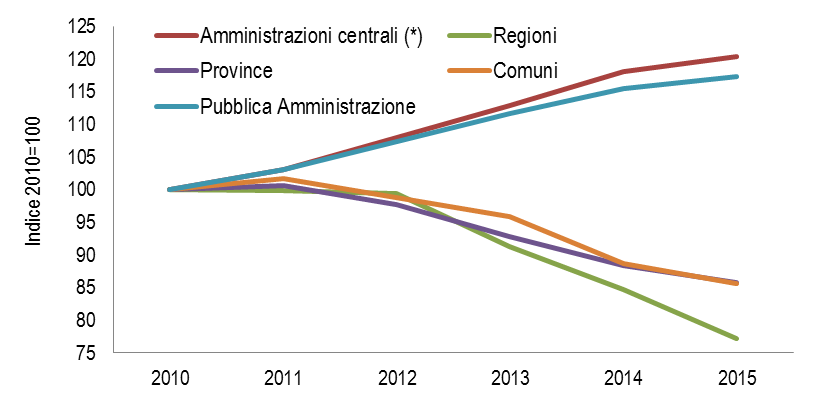 125
120
115
110
105
100
95
90
85
80
75
Indice 2010=100
Amministrazioni centrali (*) Regioni
Province Comuni
Pubblica Amministrazione
2010 2011 2012 2013 2014 2015